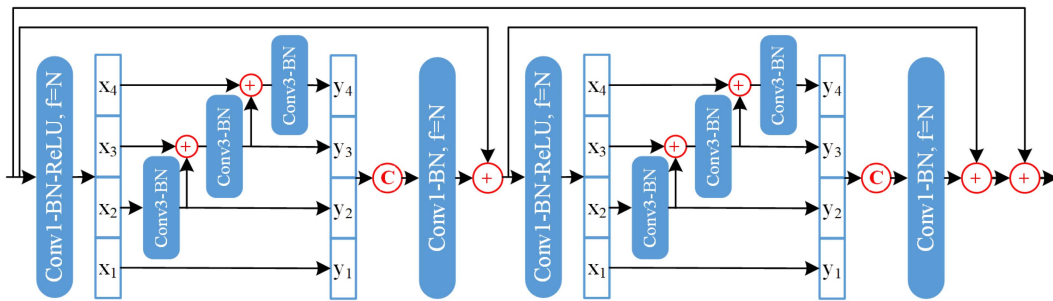 Conv1-BN-ReLU, f=N
x4
x3
x2
x1
Conv3-BN
Conv3-BN
Conv3-BN
+
+
y4
y3
y2
y1
C
Conv1-BN, f=N
+
Conv1-BN-ReLU, f=N
x4
x3
x2
x1
Conv3-BN
Conv3-BN
Conv3-BN
+
+
y4
y3
y2
y1
C
Conv1-BN, f=N
+
+